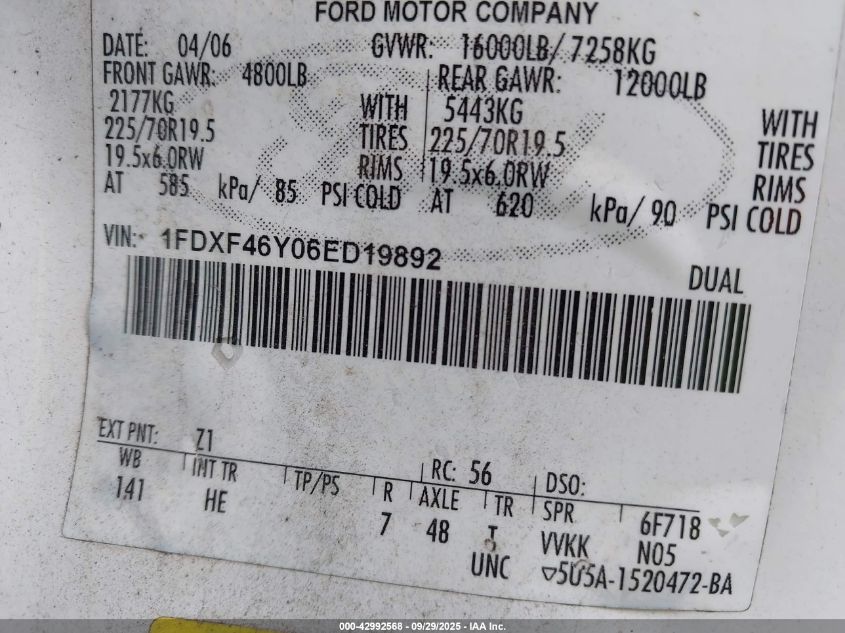 FORD MOTOR COMPANY
DATE: 04/06 GVWR: 16000LB/ 7258KG
FRONT GAWR: 4800LB REAR GAWR: 12000LB
2177KG WITH 5443KG WITH
225/70R19.5 TIRES 225/70R19.5 TIRES
19.5x6.0RW RIMS 19.5x6.0RW RIMS
AT 585 kPa/ 85 PSI COLD AT 620 kPa/ 90 PSI COLD
VIN: 1FDXF46Y06ED19892
DUAL
EXT PNT: Z1 RC: 56 DSO:
WB INT TR TP/PS R AXLE TR SPR 6F718
141 HE 7 48 T VVKK N05
UNC ▽5U5A-1520472-BA
000-42992568 - 09/29/2025 - IAA Inc.